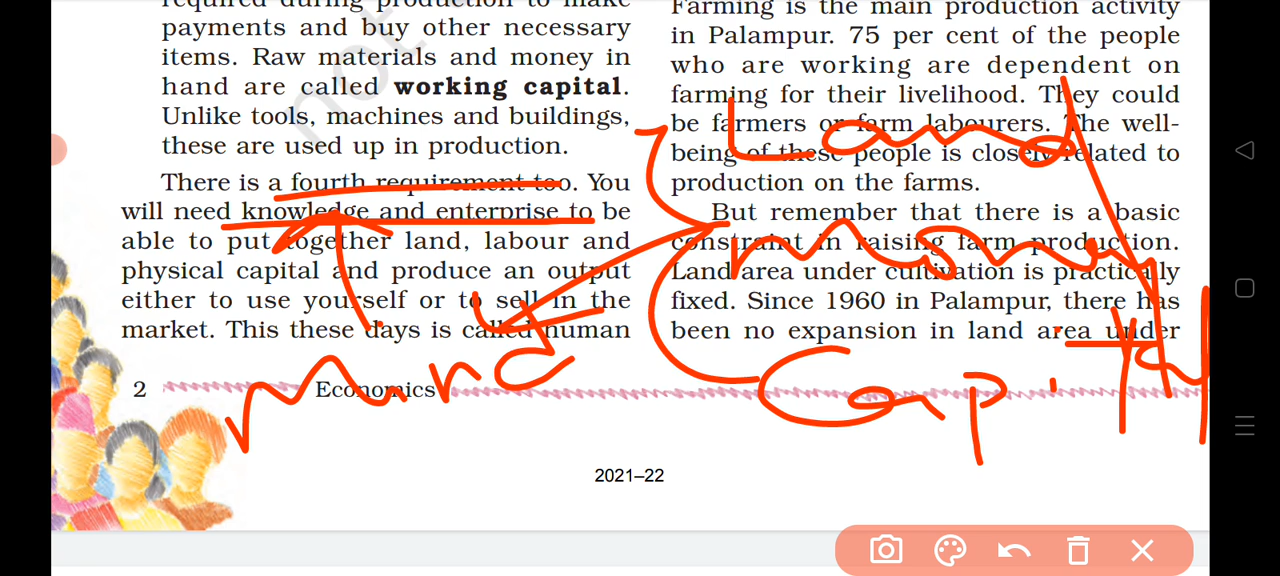 required during production to make
payments and buy other necessary
items. Raw materials and money in
hand are called working capital.
Unlike tools, machines and buildings,
these are used up in production.
There is a fourth requirement too. You
will need knowledge and enterprise to be
able to put together land, labour and
physical capital and produce an output
either to use yourself or to sell in the
market. This these days is called human
2
Economics
Farming is the main production activity
in Palampur. 75 per cent of the people
who are working are dependent on
farming for their livelihood. They could
be farmers or farm labourers. The well-
being of these people is closely related to
production on the farms.
But remember that there is a basic
constraint in raising farm production.
Land area under cultivation is practically
fixed. Since 1960 in Palampur, there has
been no expansion in land area under
Land
money
Capital
mind
not
2021–22